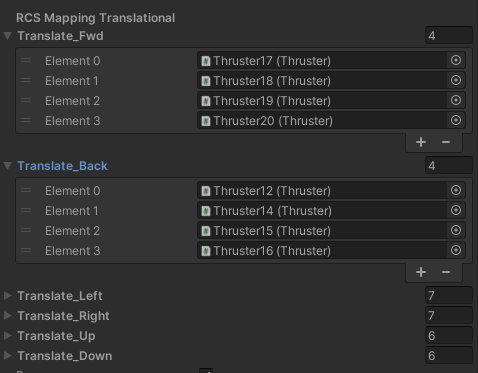 RCS Mapping Translational
Translate_Fwd 4
Element 0 Thruster17 (Thruster)
Element 1 Thruster18 (Thruster)
Element 2 Thruster19 (Thruster)
Element 3 Thruster20 (Thruster)
+ −
Translate_Back 4
Element 0 Thruster12 (Thruster)
Element 1 Thruster14 (Thruster)
Element 2 Thruster15 (Thruster)
Element 3 Thruster16 (Thruster)
+ −
Translate_Left 7
Translate_Right 7
Translate_Up 6
Translate_Down 6